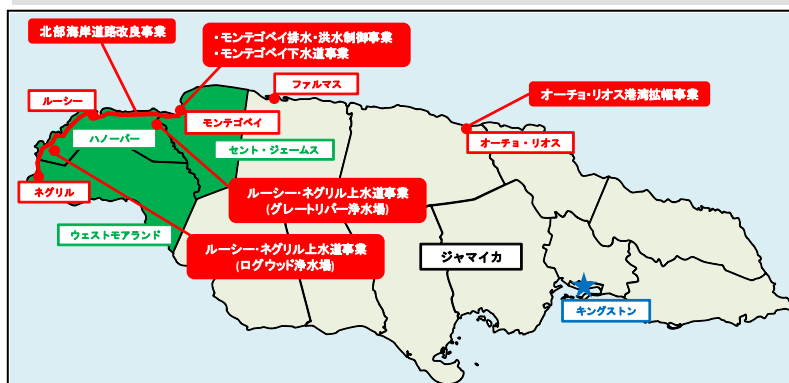 北部海岸道路改良事業
・モンテゴベイ排水・洪水制御事業
・モンテゴベイ下水道事業
ファルマス
オーチョ・リオス港湾拡幅事業
ルーシー
モンテゴベイ
オーチョ・リオス
ハノーバー
セント・ジェームス
ネグリル
ルーシー・ネグリル上水道事業
(グレートリバー浄水場)
ウェストモアランド
ルーシー・ネグリル上水道事業
(ログウッド浄水場)
ジャマイカ
キングストン